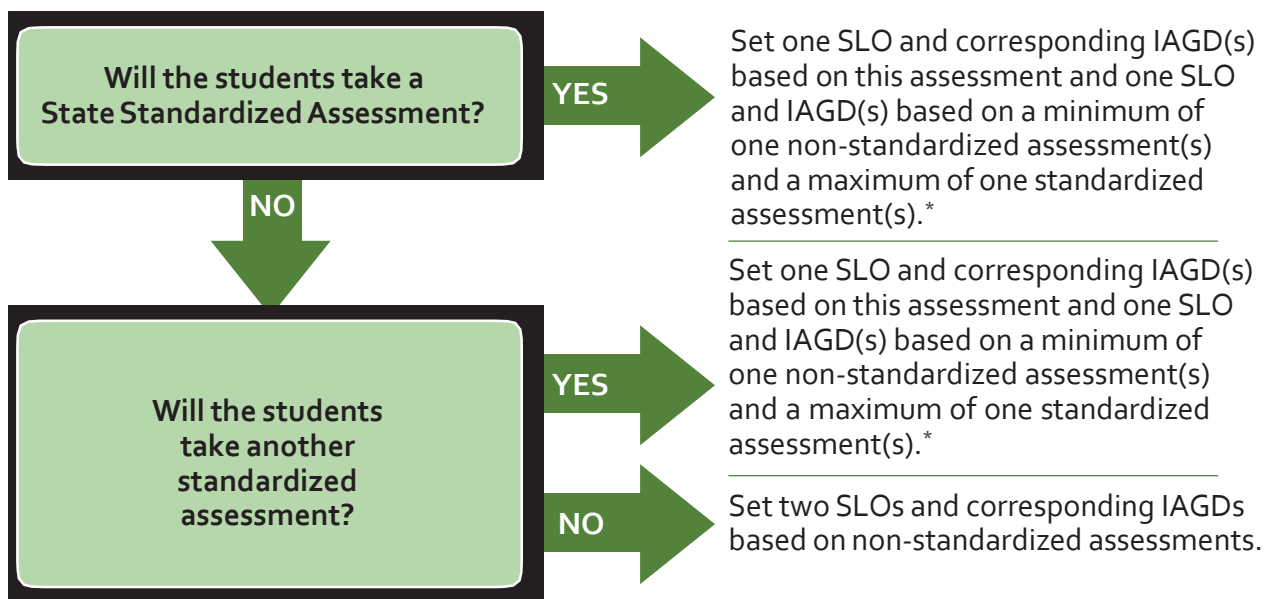 Will the students take a
State Standardized Assessment?
YES
Set one SLO and corresponding IAGD(s)
based on this assessment and one SLO
and IAGD(s) based on a minimum of
one non-standardized assessment(s)
and a maximum of one standardized
assessment(s).*
NO
Will the students
take another
standardized
assessment?
YES
Set one SLO and corresponding IAGD(s)
based on this assessment and one SLO
and IAGD(s) based on a minimum of
one non-standardized assessment(s)
and a maximum of one standardized
assessment(s).*
NO
Set two SLOs and corresponding IAGDs
based on non-standardized assessments.